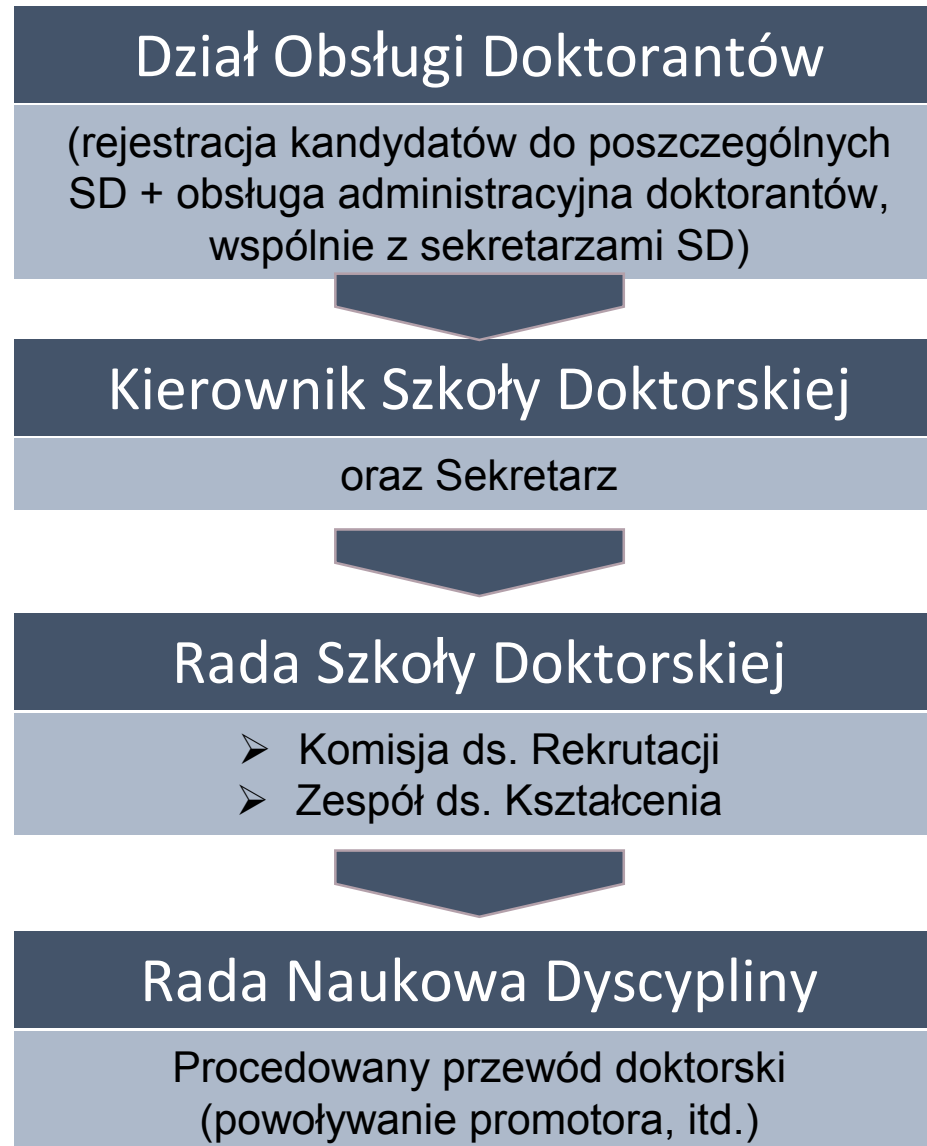 Dział Obsługi Doktorantów
(rejestracja kandydatów do poszczególnych
SD + obsługa administracyjna doktorantów,
wspólnie z sekretarzami SD)
Kierownik Szkoły Doktorskiej
oraz Sekretarz
Rada Szkoły Doktorskiej
➢ Komisja ds. Rekrutacji
➢ Zespół ds. Kształcenia
Rada Naukowa Dyscypliny
Procedowany przewód doktorski
(powoływanie promotora, itd.)